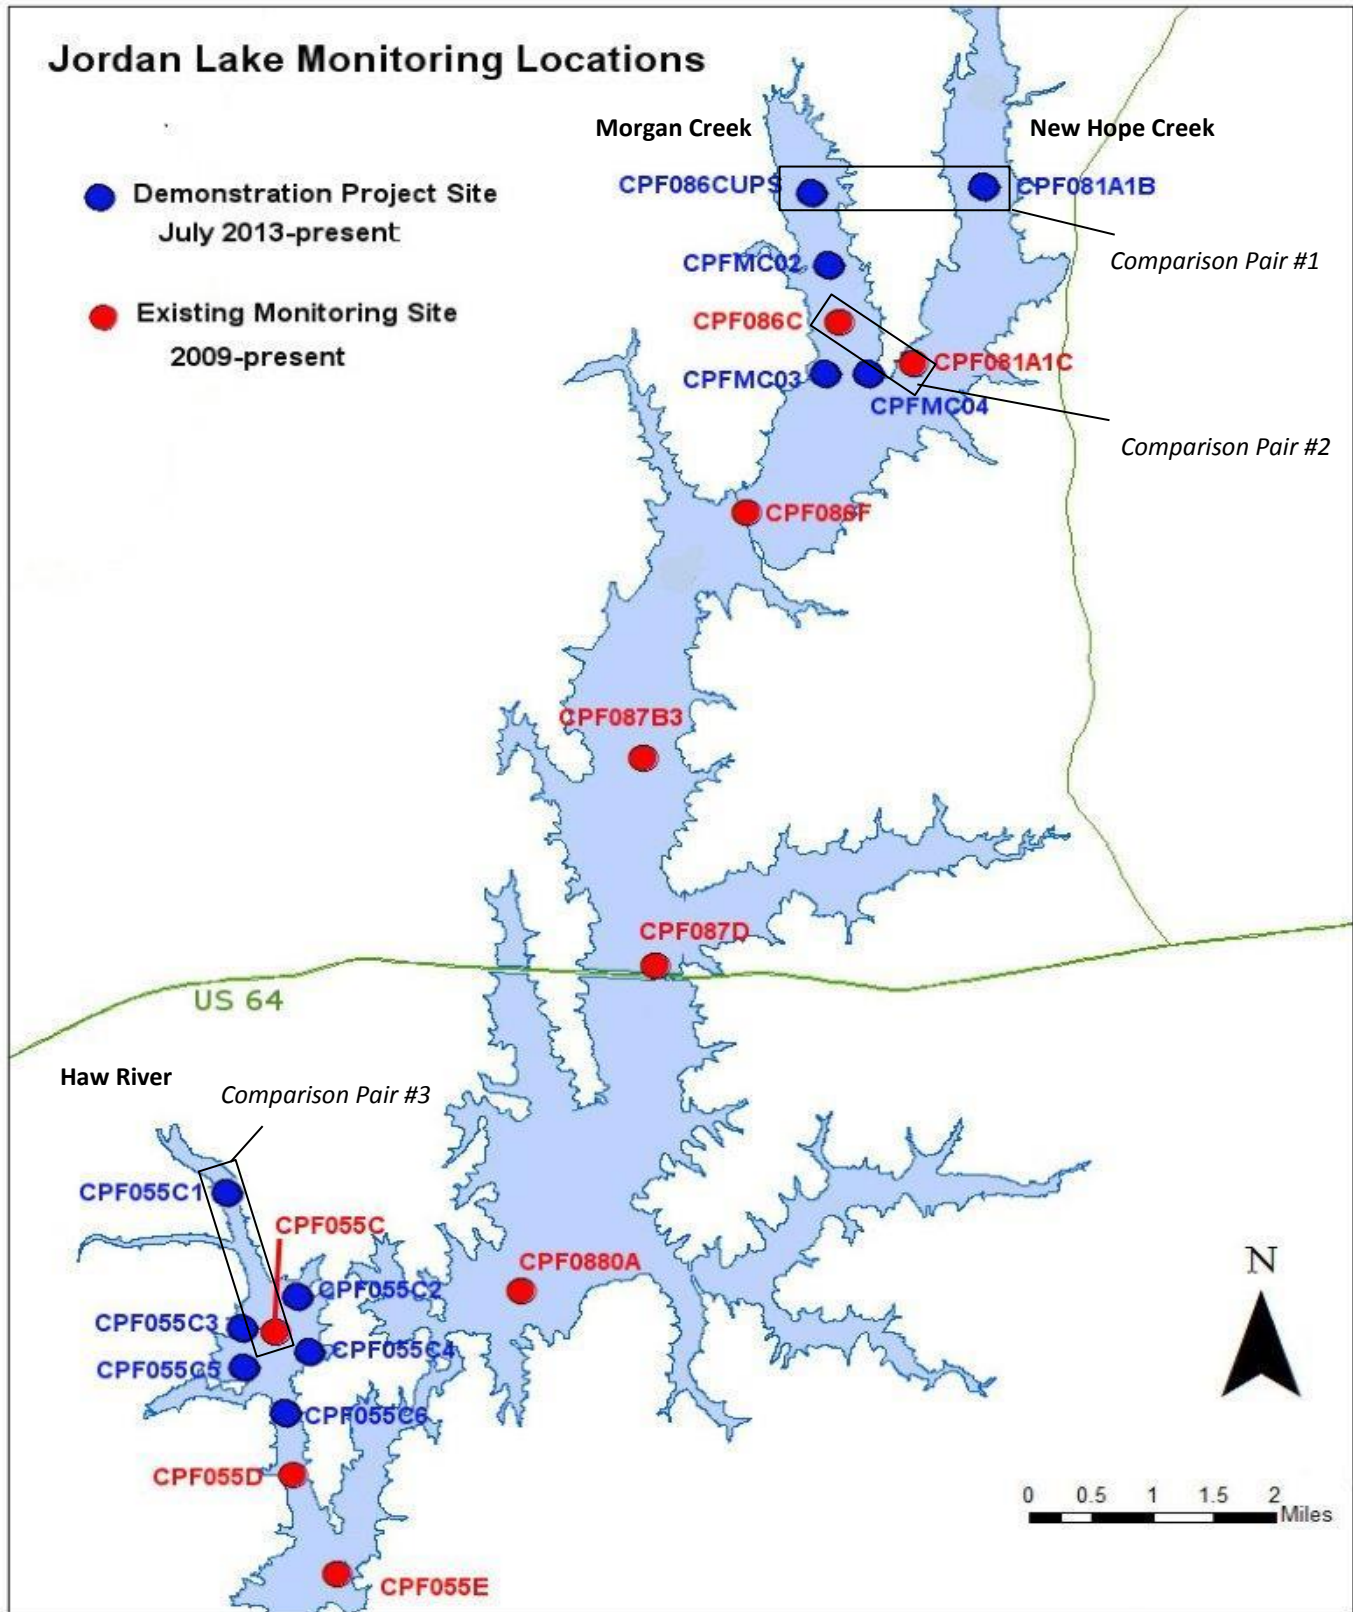 Jordan Lake Monitoring Locations
Morgan Creek
New Hope Creek
Demonstration Project Site
July 2013-present
Existing Monitoring Site
2009-present
CPF086CUPS
CPF081A1B
Comparison Pair #1
CPFMC02
CPF086C
CPF081A1C
CPFMC03
CPFMC04
Comparison Pair #2
CPF086F
CPF087B3
CPF087D
US 64
Haw River
Comparison Pair #3
CPF055C1
CPF055C
CPF0880A
CPF055C2
CPF055C3
CPF055C4
CPF055C5
CPF055C6
CPF055D
CPF055E
N
0 0.5 1 1.5 2
Miles